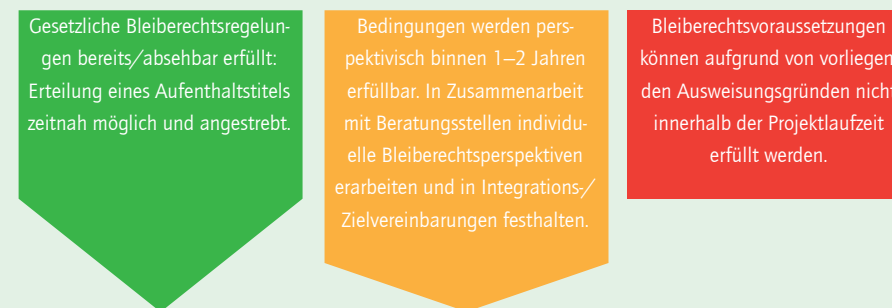 Gesetzliche Bleiberechtsregelun-
gen bereits/absehbar erfüllt:
Erteilung eines Aufenthaltstitels
zeitnah möglich und angestrebt.
Bedingungen werden pers-
pektivisch binnen 1–2 Jahren
erfüllbar. In Zusammenarbeit
mit Beratungsstellen individu-
elle Bleiberechtsperspektiven
erarbeiten und in Integrations-/
Zielvereinbarungen festhalten.
Bleiberechtsvoraussetzungen
können aufgrund von vorliegen
den Ausweisungsgründen nicht
innerhalb der Projektlaufzeit
erfüllt werden.